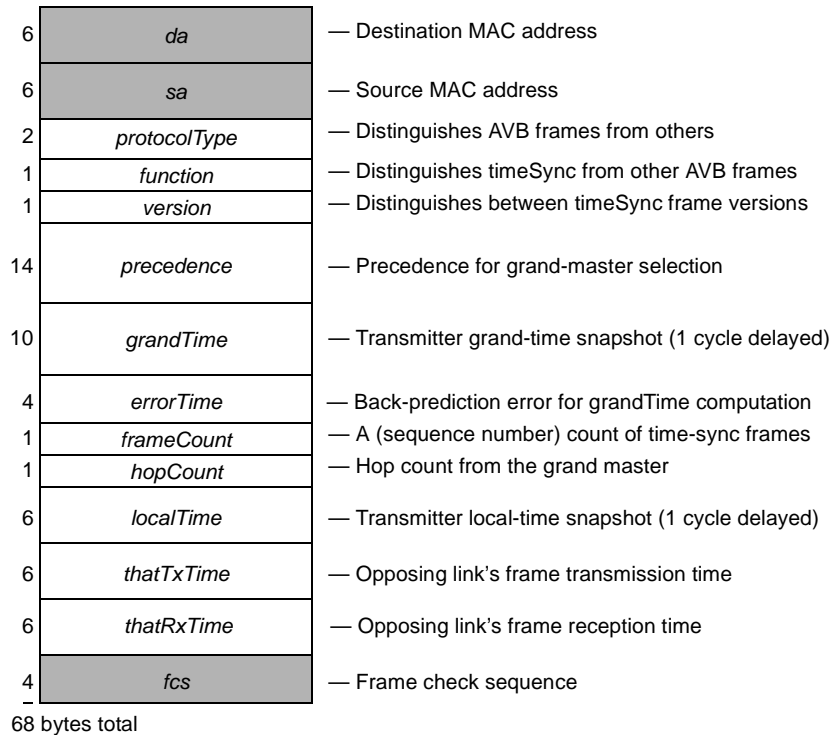 6 da — Destination MAC address
6 sa — Source MAC address
2 protocolType — Distinguishes AVB frames from others
1 function — Distinguishes timeSync from other AVB frames
1 version — Distinguishes between timeSync frame versions
14 precedence — Precedence for grand-master selection
10 grandTime — Transmitter grand-time snapshot (1 cycle delayed)
4 errorTime — Back-prediction error for grandTime computation
1 frameCount — A (sequence number) count of time-sync frames
1 hopCount — Hop count from the grand master
6 localTime — Transmitter local-time snapshot (1 cycle delayed)
6 thatTxTime — Opposing link's frame transmission time
6 thatRxTime — Opposing link's frame reception time
4 fcs — Frame check sequence
68 bytes total